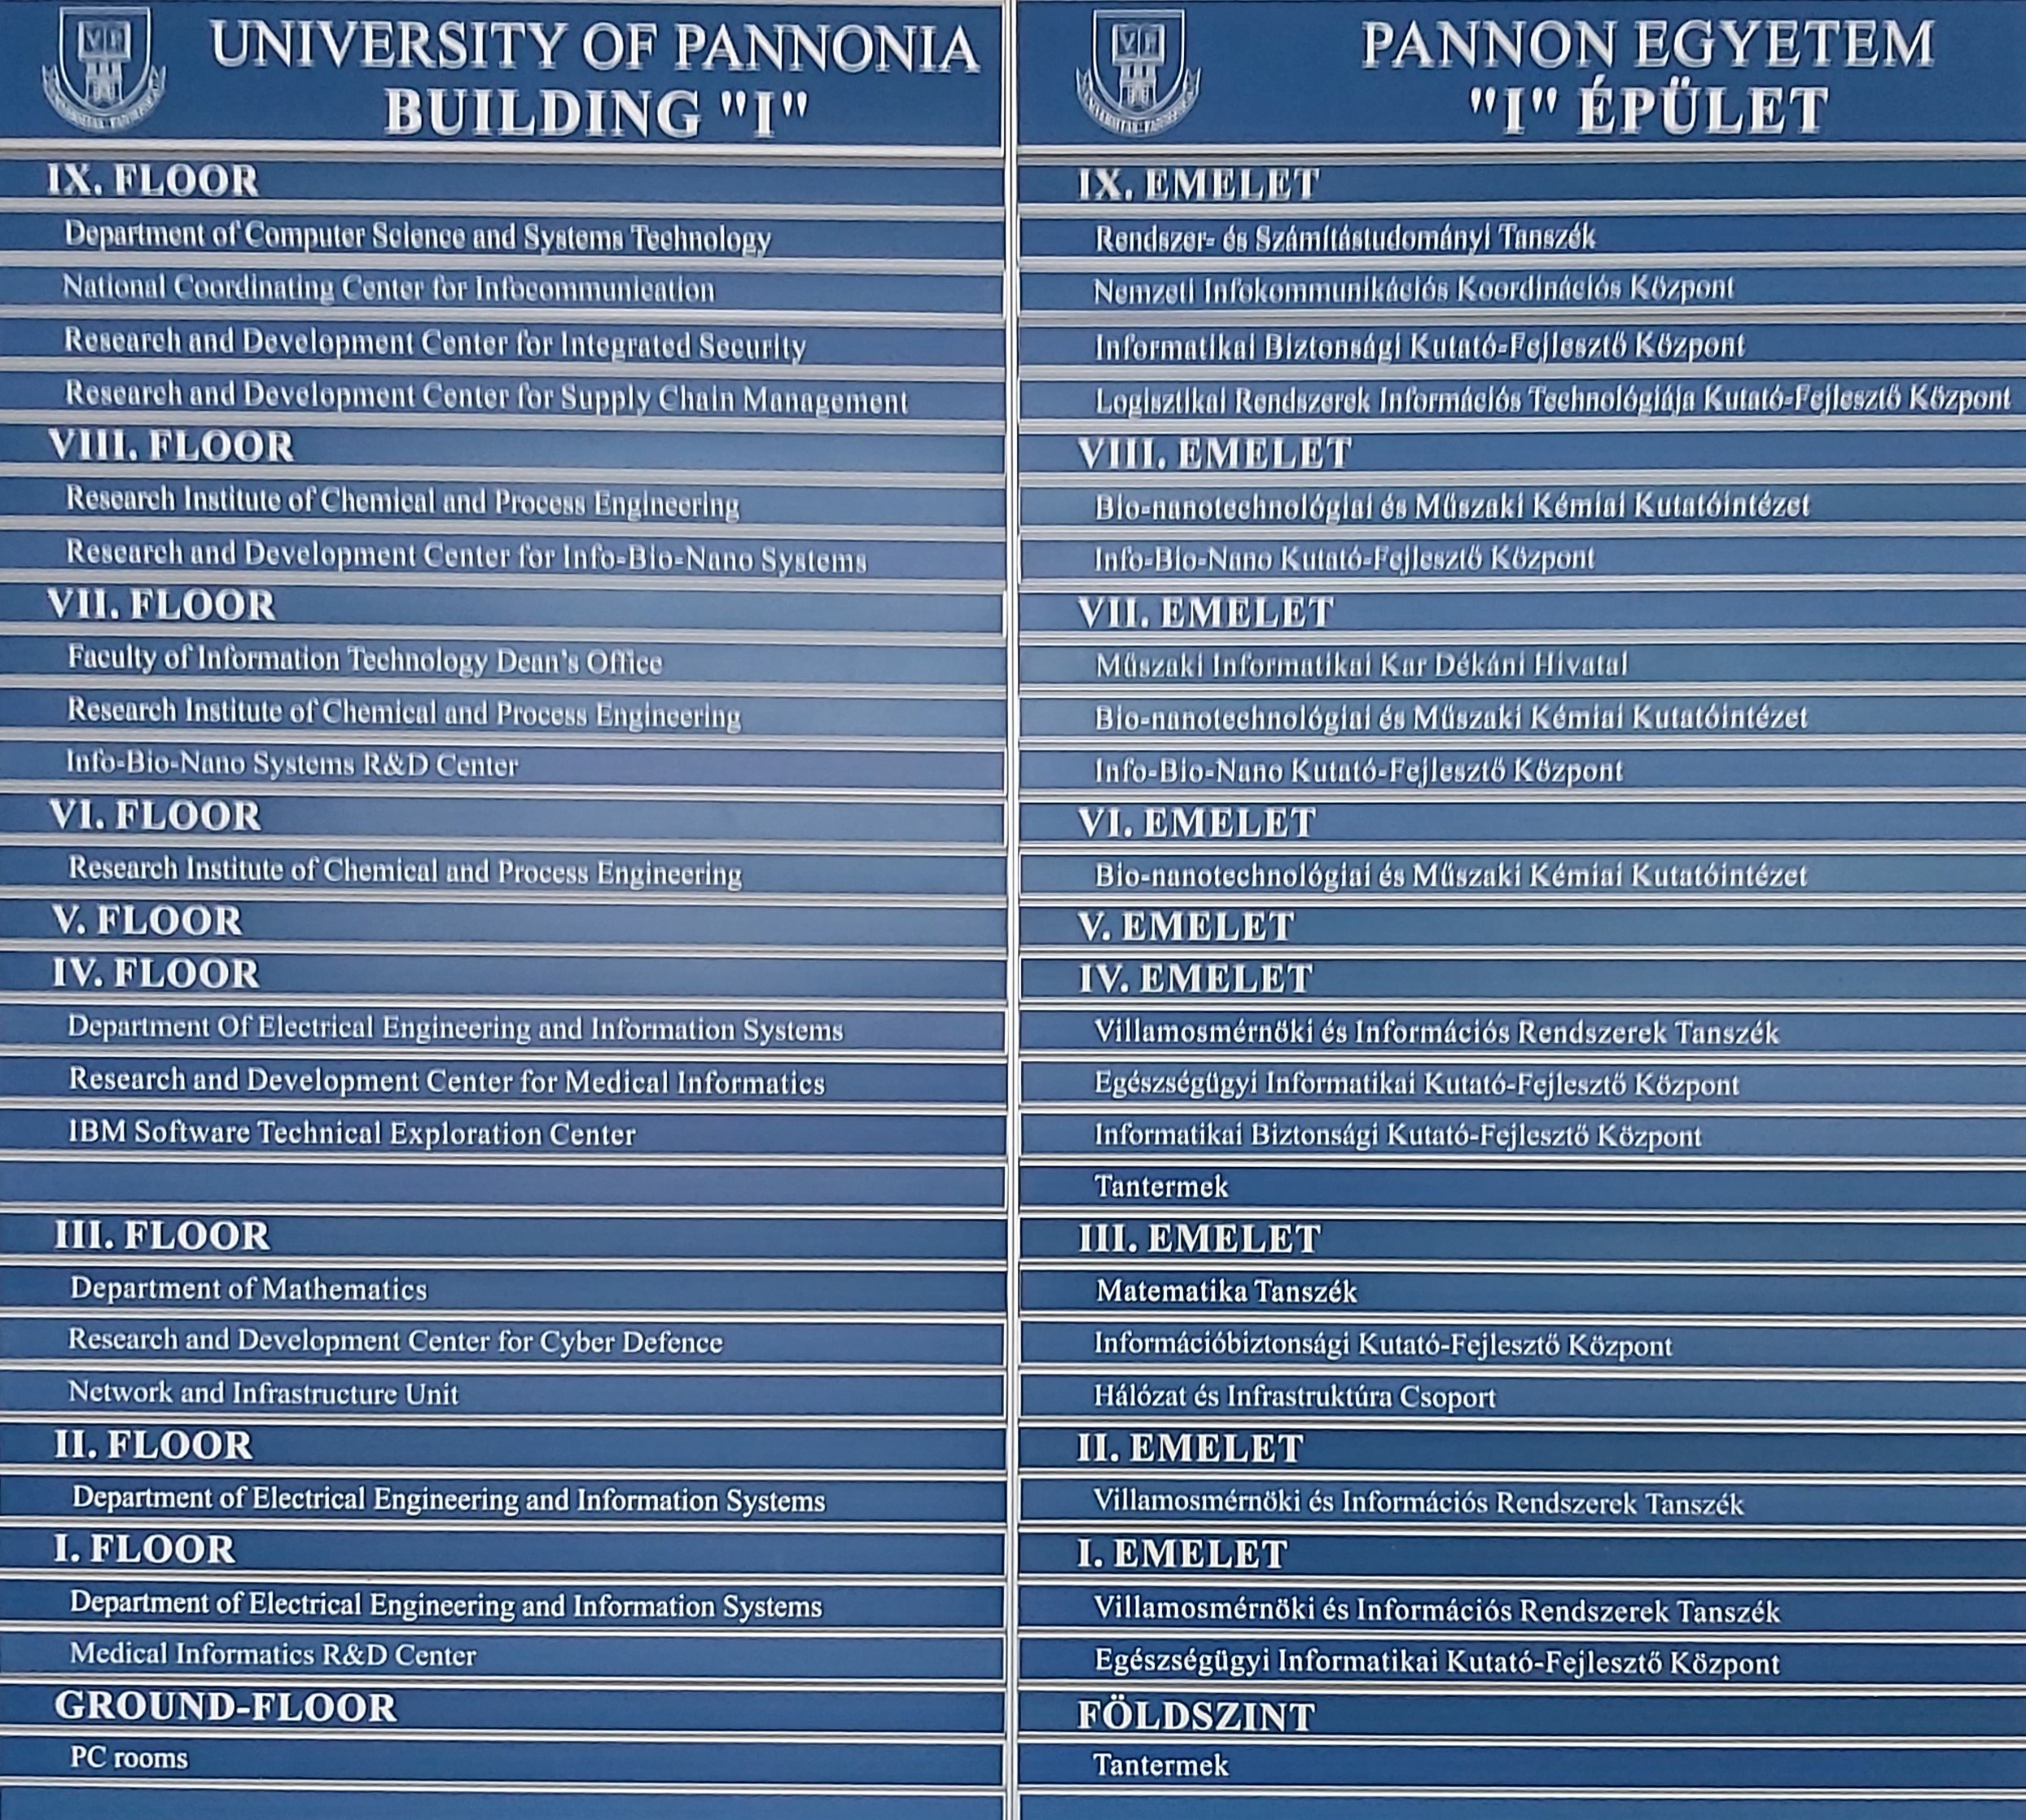 UNIVERSITY OF PANNONIA
BUILDING "I"
IX. FLOOR
Department of Computer Science and Systems Technology
National Coordinating Center for Infocommunication
Research and Development Center for Integrated Security
Research and Development Center for Supply Chain Management
VIII. FLOOR
Research Institute of Chemical and Process Engineering
Research and Development Center for Info-Bio-Nano Systems
VII. FLOOR
Faculty of Information Technology Dean's Office
Research Institute of Chemical and Process Engineering
Info-Bio-Nano Systems R&D Center
VI. FLOOR
Research Institute of Chemical and Process Engineering
V. FLOOR
IV. FLOOR
Department Of Electrical Engineering and Information Systems
Research and Development Center for Medical Informatics
IBM Software Technical Exploration Center
III. FLOOR
Department of Mathematics
Research and Development Center for Cyber Defence
Network and Infrastructure Unit
II. FLOOR
Department of Electrical Engineering and Information Systems
I. FLOOR
Department of Electrical Engineering and Information Systems
Medical Informatics R&D Center
GROUND-FLOOR
PC rooms
PANNON EGYETEM
"I" ÉPÜLET
IX. EMELET
Rendszer- és Számítástudományi Tanszék
Nemzeti Infokommunikációs Koordinációs Központ
Informatikai Biztonsági Kutató-Fejlesztő Központ
Logisztikai Rendszerek Információs Technológiája Kutató-Fejlesztő Központ
VIII. EMELET
Bio-nanotechnológiai és Műszaki Kémiai Kutatóintézet
Info-Bio-Nano Kutató-Fejlesztő Központ
VII. EMELET
Műszaki Informatikai Kar Dékáni Hivatal
Bio-nanotechnológiai és Műszaki Kémiai Kutatóintézet
Info-Bio-Nano Kutató-Fejlesztő Központ
VI. EMELET
Bio-nanotechnológiai és Műszaki Kémiai Kutatóintézet
V. EMELET
IV. EMELET
Villamosmérnöki és Információs Rendszerek Tanszék
Egészségügyi Informatikai Kutató-Fejlesztő Központ
Informatikai Biztonsági Kutató-Fejlesztő Központ
Tantermek
III. EMELET
Matematika Tanszék
Információbiztonsági Kutató-Fejlesztő Központ
Hálózat és Infrastruktúra Csoport
II. EMELET
Villamosmérnöki és Információs Rendszerek Tanszék
I. EMELET
Villamosmérnöki és Információs Rendszerek Tanszék
Egészségügyi Informatikai Kutató-Fejlesztő Központ
FÖLDSZINT
Tantermek